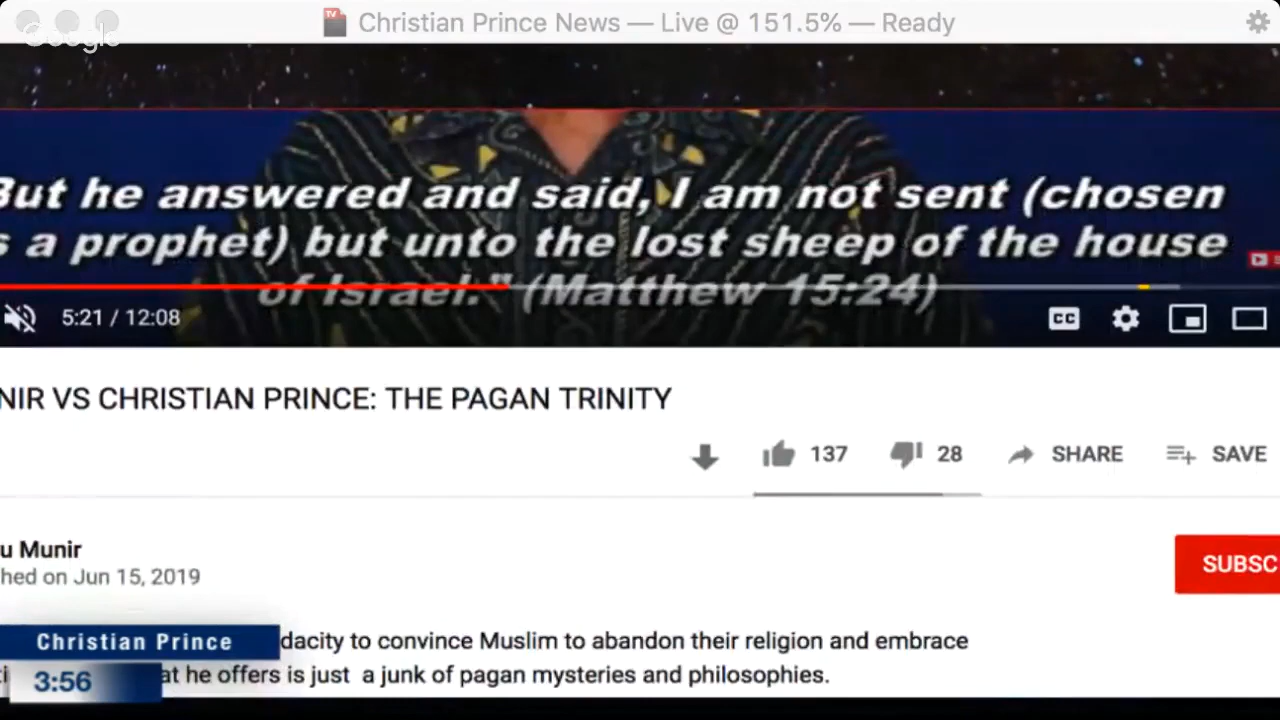 Google
TV
Christian Prince News — Live @ 151.5% — Ready
But he answered and said, I am not sent (chosen
s a prophet) but unto the lost sheep of the house
of Israel." (Matthew 15:24)
5:21 / 12:08
CC
NIR VS CHRISTIAN PRINCE: THE PAGAN TRINITY
137 28 SHARE SAVE
u Munir
hed on Jun 15, 2019
SUBSC
Christian Prince
dacity to convince Muslim to abandon their religion and embrace
3:56
at he offers is just a junk of pagan mysteries and philosophies.